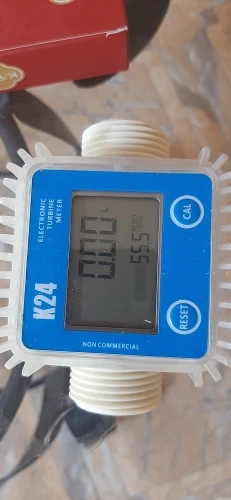 K24
ELECTRONIC
TURBINE
METER
0.00 L
55.5
CAL
RESET
NON COMMERCIAL